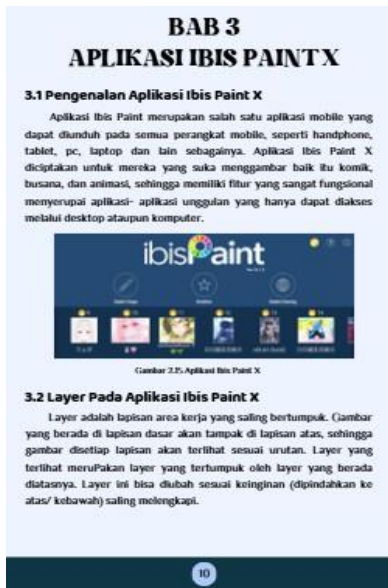 BAB 3
APLIKASI IBIS PAINT X
3.1 Pengenalan Aplikasi Ibis Paint X
Aplikasi Ibis Paint merupakan salah satu aplikasi mobile yang
dapat diunduh pada semua perangkat mobile, seperti handphone,
tablet, pc, laptop dan lain sebagainya. Aplikasi Ibis Paint X
diciptakan untuk mereka yang suka menggambar baik itu komik,
busana, dan animasi, sehingga memiliki fitur yang sangat fungsional
menyerupai aplikasi- aplikasi unggulan yang hanya dapat diakses
melalui desktop ataupun komputer.
ibisPaint
Gambar 2.15 Aplikasi Ibis Paint X
3.2 Layer Pada Aplikasi Ibis Paint X
Layer adalah lapisan area kerja yang saling bertumpuk. Gambar
yang berada di lapisan dasar akan tampak di lapisan atas, sehingga
gambar disetiap lapisan akan terlihat sesuai urutan. Layer yang
terlihat meruPakan layer yang tertumpuk oleh layer yang berada
diatasnya. Layer ini bisa diubah sesuai keinginan (dipindahkan ke
atas/ kebawah) saling melengkapi.
10